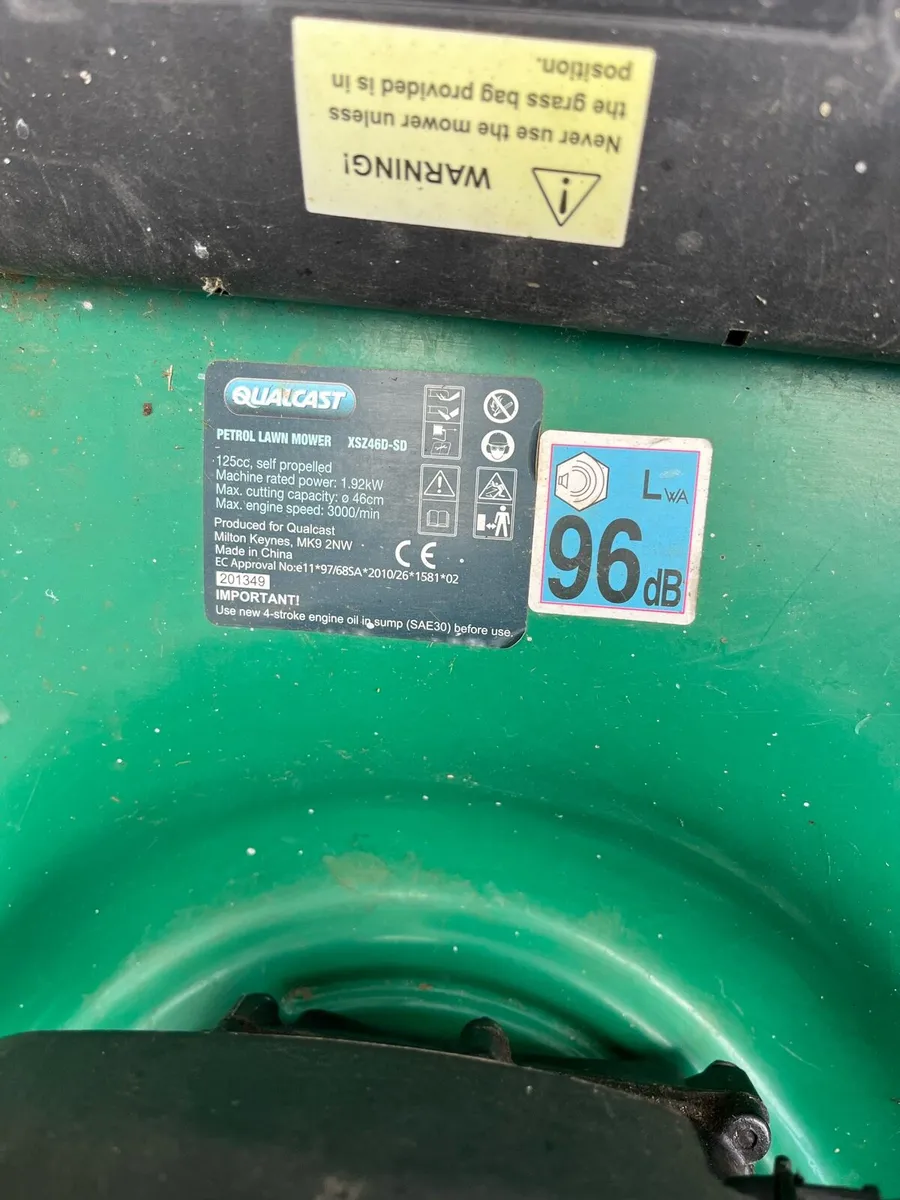 WARNING!
Never use the mower unless
the grass bag provided is in
position.
QUALCAST
PETROL LAWN MOWER XSZ46D-SD
125cc, self propelled
Machine rated power: 1.92kW
Max. cutting capacity: ø 46cm
Max. engine speed: 3000/min
Produced for Qualcast
Milton Keynes, MK9 2NW
Made in China
CE
EC Approval No:e11*97/68SA*2010/26*1581*02
201349
IMPORTANT!
Use new 4-stroke engine oil in sump (SAE30) before use.
LWA
96 dB